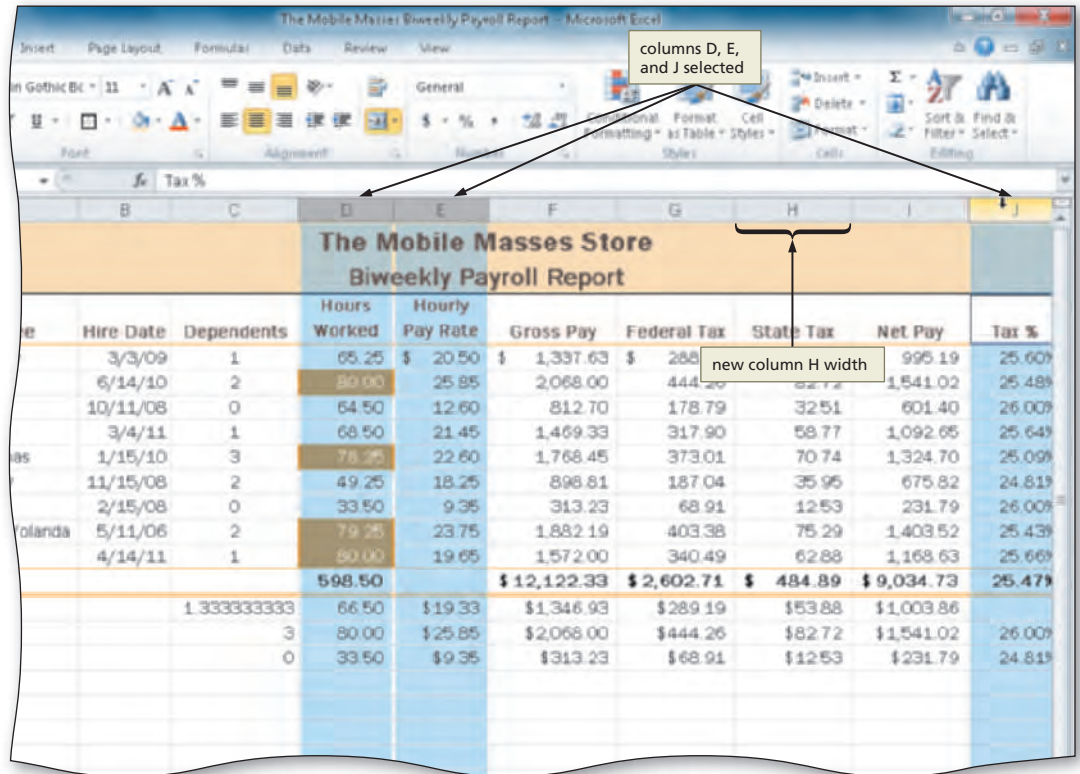 The Mobile Masses Biweekly Payroll Report - Microsoft Excel
Insert Page Layout Formulas Data Review View
columns D, E,
and J selected
11 General
Insert
Delete
Format
Conditional Formatting Format as Table Cell Styles
Sort & Filter Find & Select
Font Alignment Number Styles Cells Editing
fx Tax %
B C D E F G H I J
The Mobile Masses Store
Biweekly Payroll Report
Hire Date Dependents Hours Worked Hourly Pay Rate Gross Pay Federal Tax State Tax Net Pay Tax %
new column H width
3/3/09 1 65.25 $ 20.50 $ 1,337.63 $ 288 995.19 25.60%
6/14/10 2 80.00 25.85 2,068.00 444.26 82.72 1,541.02 25.48%
10/11/08 0 64.50 12.60 812.70 178.79 32.51 601.40 26.00%
3/4/11 1 68.50 21.45 1,469.33 317.90 58.77 1,092.65 25.64%
1/15/10 3 78.25 22.60 1,768.45 373.01 70.74 1,324.70 25.09%
11/15/08 2 49.25 18.25 898.81 187.04 35.95 675.82 24.81%
2/15/08 0 33.50 9.35 313.23 68.91 12.53 231.79 26.00%
Yolanda 5/11/06 2 79.25 23.75 1,882.19 403.38 75.29 1,403.52 25.43%
4/14/11 1 80.00 19.65 1,572.00 340.49 62.88 1,168.63 25.66%
598.50 $ 12,122.33 $ 2,602.71 $ 484.89 $ 9,034.73 25.47%
1.333333333 66.50 $19.33 $1,346.93 $289.19 $53.88 $1,003.86
3 80.00 $25.85 $2,068.00 $444.26 $82.72 $1,541.02 26.00%
0 33.50 $9.35 $313.23 $68.91 $12.53 $231.79 24.81%